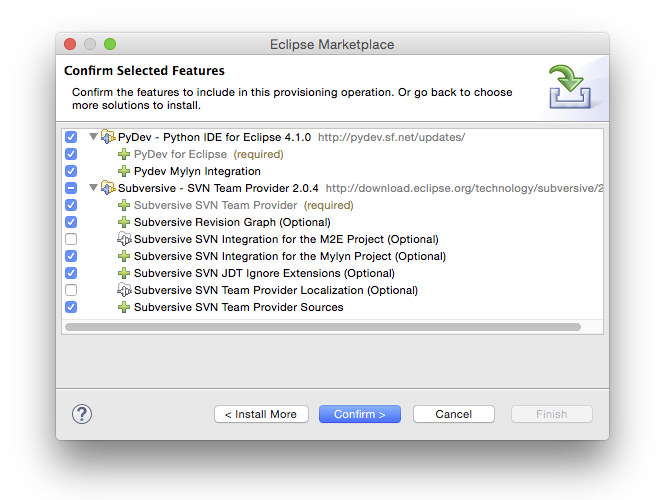 Eclipse Marketplace
Confirm Selected Features
Confirm the features to include in this provisioning operation. Or go back to choose
more solutions to install.
PyDev - Python IDE for Eclipse 4.1.0 http://pydev.sf.net/updates/
PyDev for Eclipse (required)
Pydev Mylyn Integration
Subversive - SVN Team Provider 2.0.4 http://download.eclipse.org/technology/subversive/2
Subversive SVN Team Provider (required)
Subversive Revision Graph (Optional)
Subversive SVN Integration for the M2E Project (Optional)
Subversive SVN Integration for the Mylyn Project (Optional)
Subversive SVN JDT Ignore Extensions (Optional)
Subversive SVN Team Provider Localization (Optional)
Subversive SVN Team Provider Sources
? < Install More Confirm > Cancel Finish